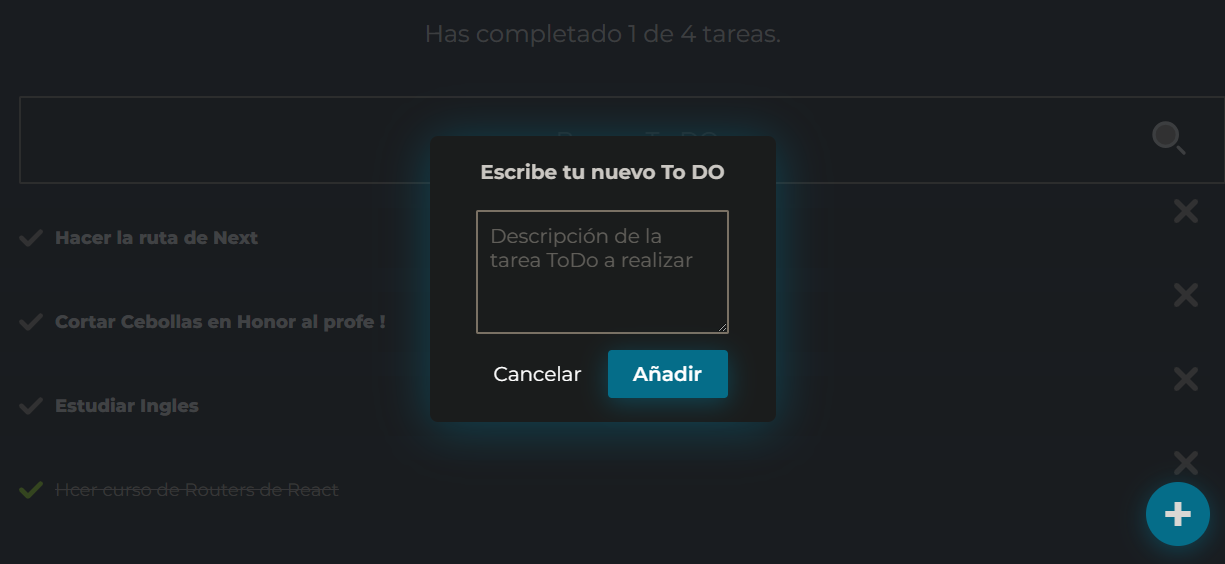 Has completado 1 de 4 tareas.
Escribe tu nuevo To DO
Descripción de la
tarea ToDo a realizar
Cancelar
Añadir
Hacer la ruta de Next
Cortar Cebollas en Honor al profe !
Estudiar Ingles
Hcer curso de Routers de React